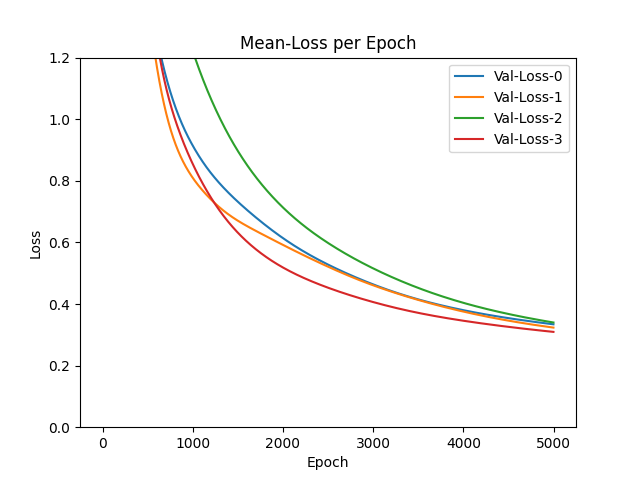 Mean-Loss per Epoch
1.2
1.0
0.8
0.6
0.4
0.2
0.0
Loss
Val-Loss-0
Val-Loss-1
Val-Loss-2
Val-Loss-3
0 1000 2000 3000 4000 5000
Epoch